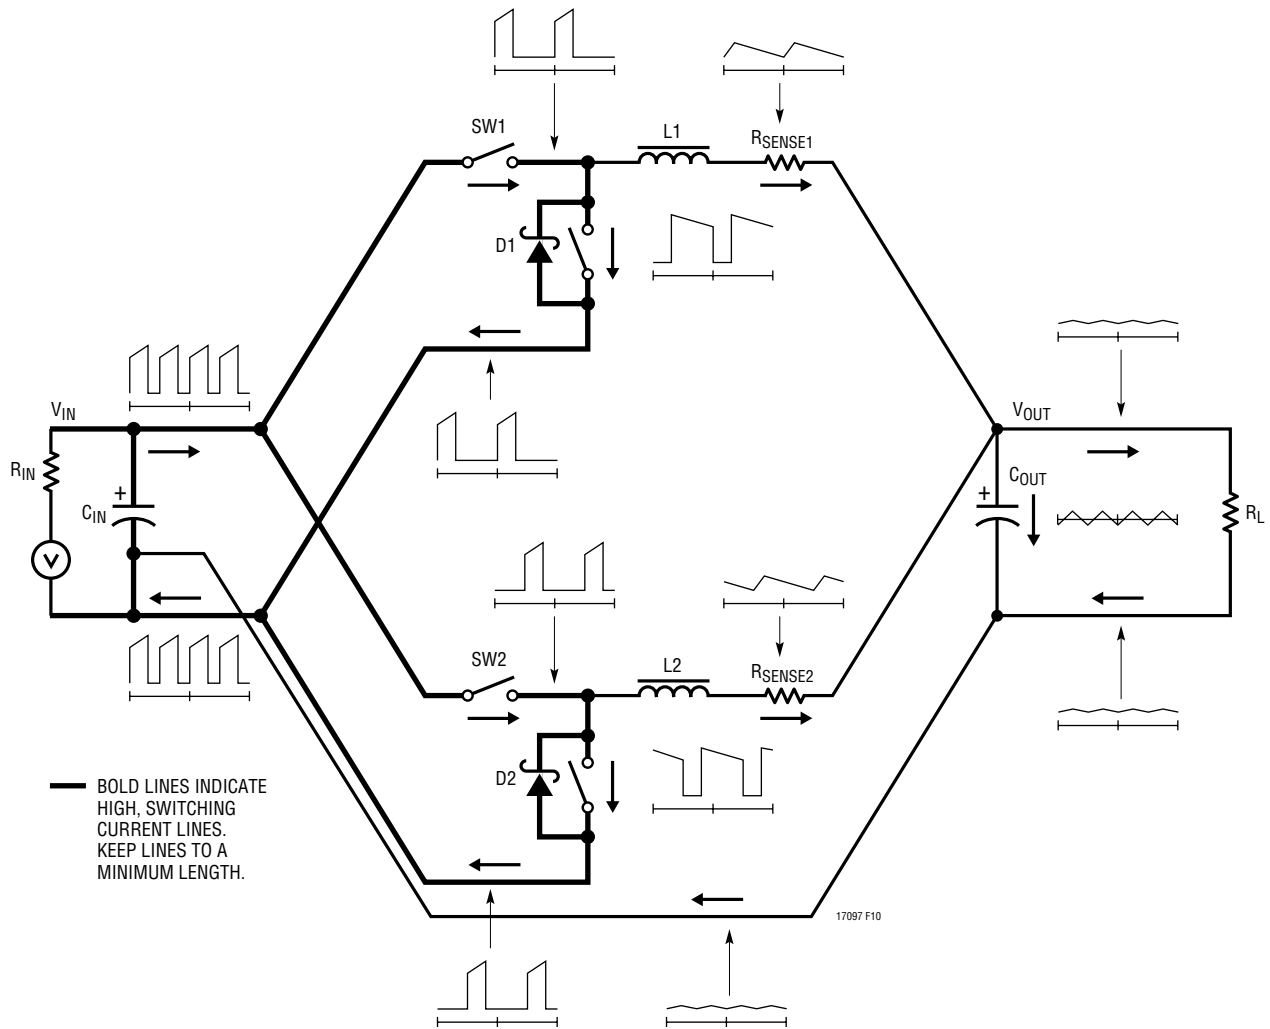 SW1
L1
RSENSE1
D1
VIN
RIN
+
CIN
V
VOUT
COUT
+
RL
SW2
L2
RSENSE2
D2
BOLD LINES INDICATE
HIGH, SWITCHING
CURRENT LINES.
KEEP LINES TO A
MINIMUM LENGTH.
17097 F10